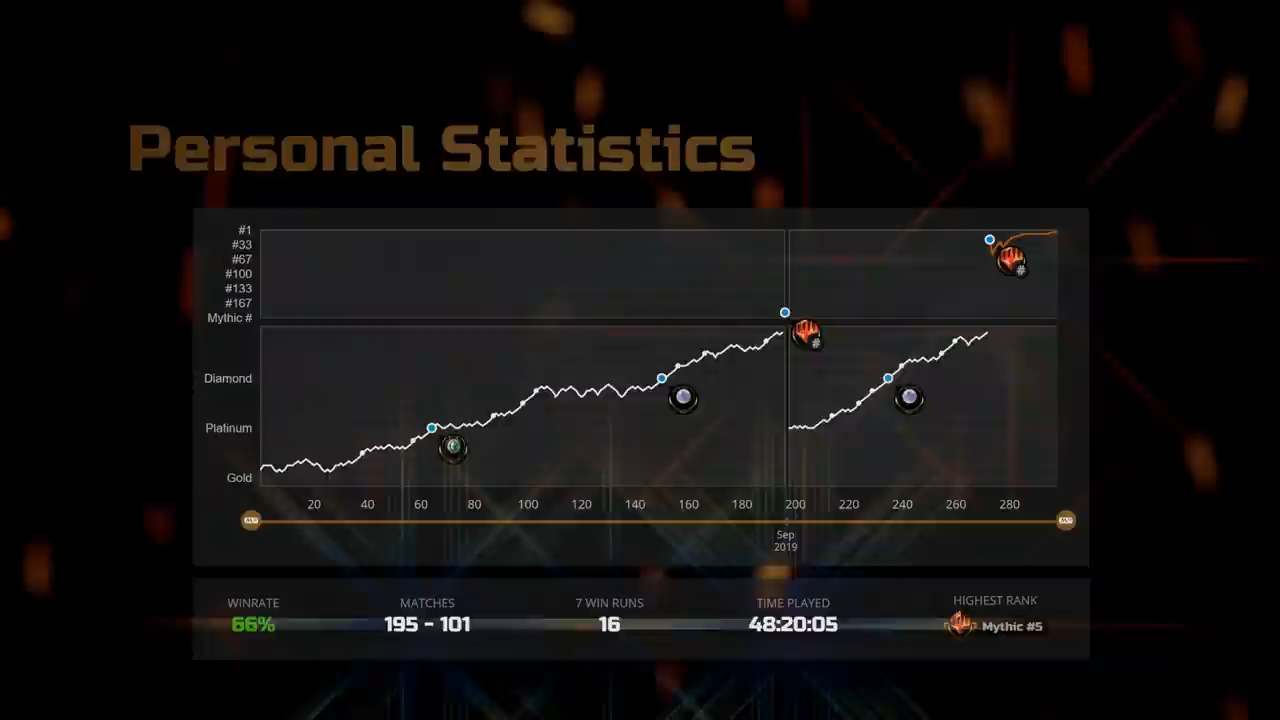 Personal Statistics
#1
#33
#67
#100
#133
#167
Mythic #
#
#
Diamond
Platinum
Gold
20 40 60 80 100 120 140 160 180 200 220 240 260 280
Sep
2019
WINRATE MATCHES 7 WIN RUNS TIME PLAYED HIGHEST RANK
66% 195 - 101 16 48:20:05 Mythic #5